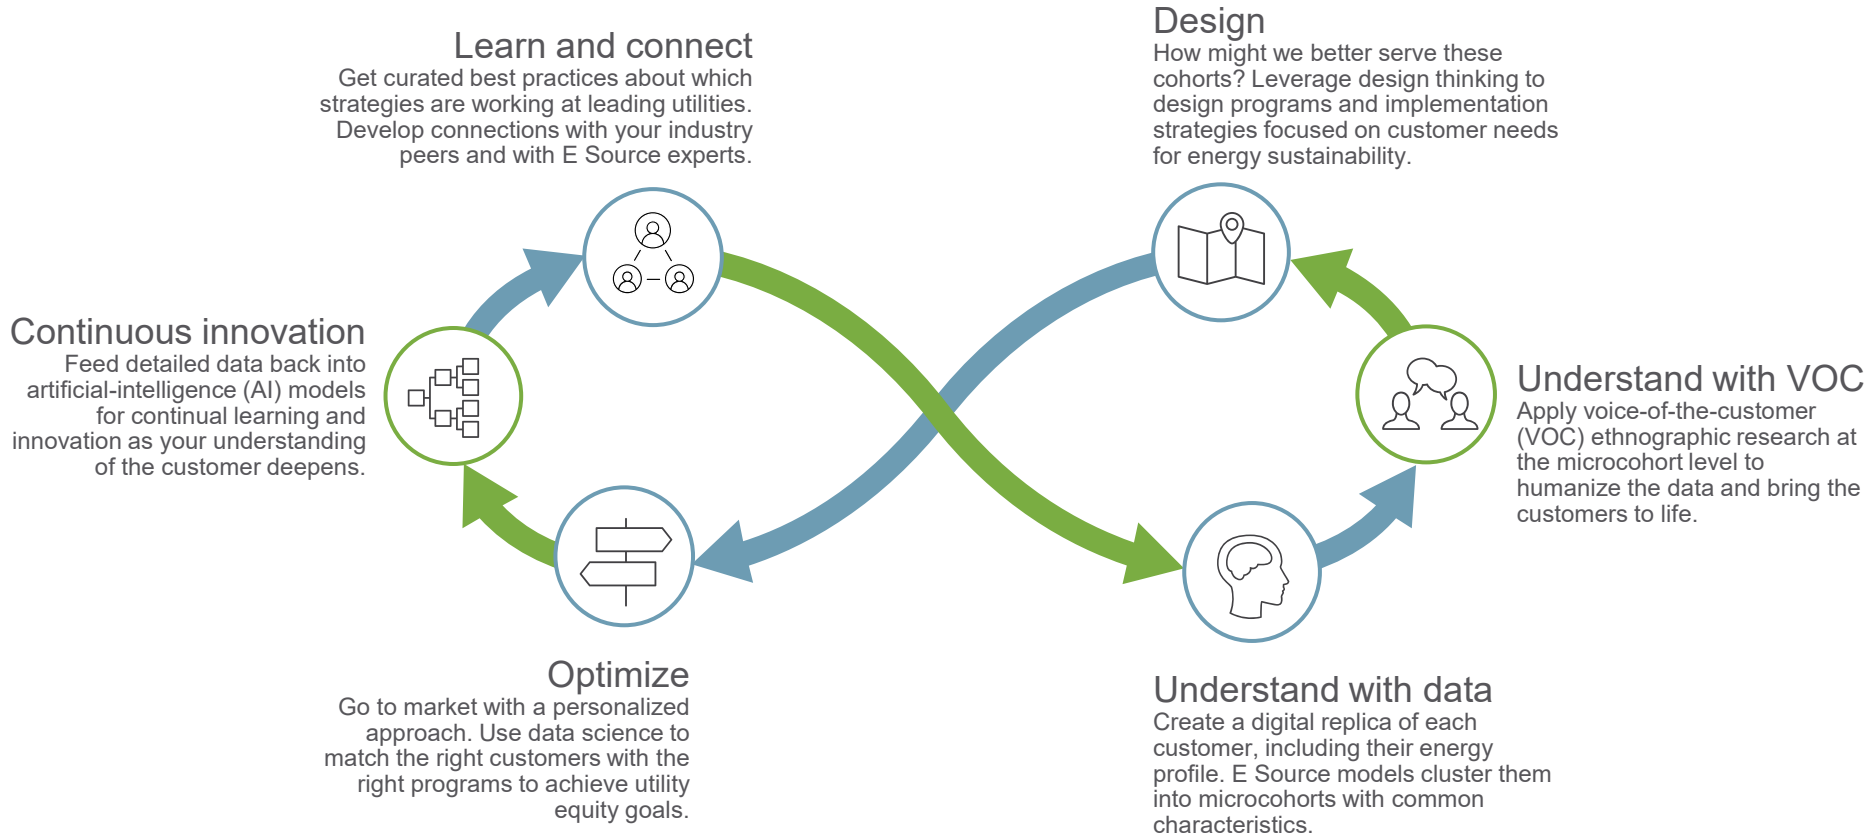 Learn and connect
Get curated best practices about which
strategies are working at leading utilities.
Develop connections with your industry
peers and with E Source experts.
Design
How might we better serve these
cohorts? Leverage design thinking to
design programs and implementation
strategies focused on customer needs
for energy sustainability.
Continuous innovation
Feed detailed data back into
artificial-intelligence (AI) models
for continual learning and
innovation as your understanding
of the customer deepens.
Understand with VOC
Apply voice-of-the-customer
(VOC) ethnographic research at
the microcohort level to
humanize the data and bring the
customers to life.
Optimize
Go to market with a personalized
approach. Use data science to
match the right customers with the
right programs to achieve utility
equity goals.
Understand with data
Create a digital replica of each
customer, including their energy
profile. E Source models cluster them
into microcohorts with common
characteristics.